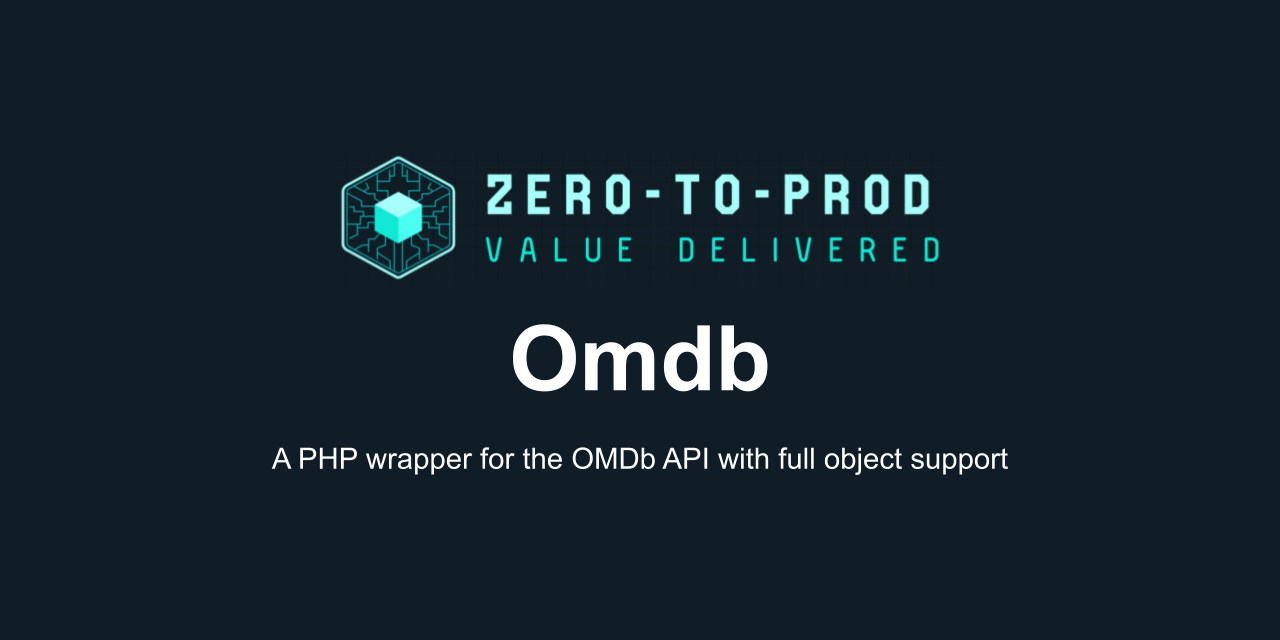 ZERO-TO-PROD
VALUE DELIVERED
Omdb
A PHP wrapper for the OMDb API with full object support